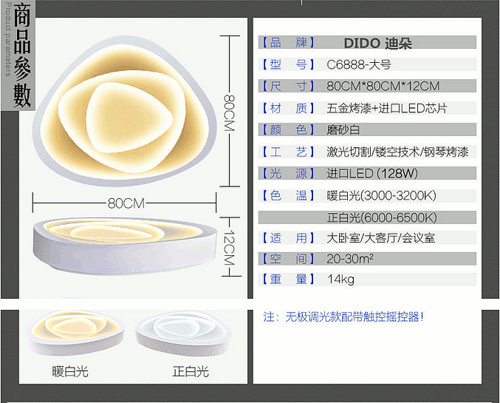 商品參數
Product parameters
80CM
80CM
12CM
暖白光
正白光
【 品 牌 】 DIDO 迪朵
【 型 号 】 C6888-大号
【 尺 寸 】 80CM*80CM*12CM
【 材 质 】 五金烤漆+进口LED芯片
【 颜 色 】 磨砂白
【 工 艺 】 激光切割/镂空技术/钢琴烤漆
【 光 源 】 进口LED (128W)
【 色 温 】 暖白光(3000-3200K)
正白光(6000-6500K)
【 适 用 】 大卧室/大客厅/会议室
【 空 间 】 20-30m²
【 重 量 】 14kg
注：无极调光款配带触控摇控器!